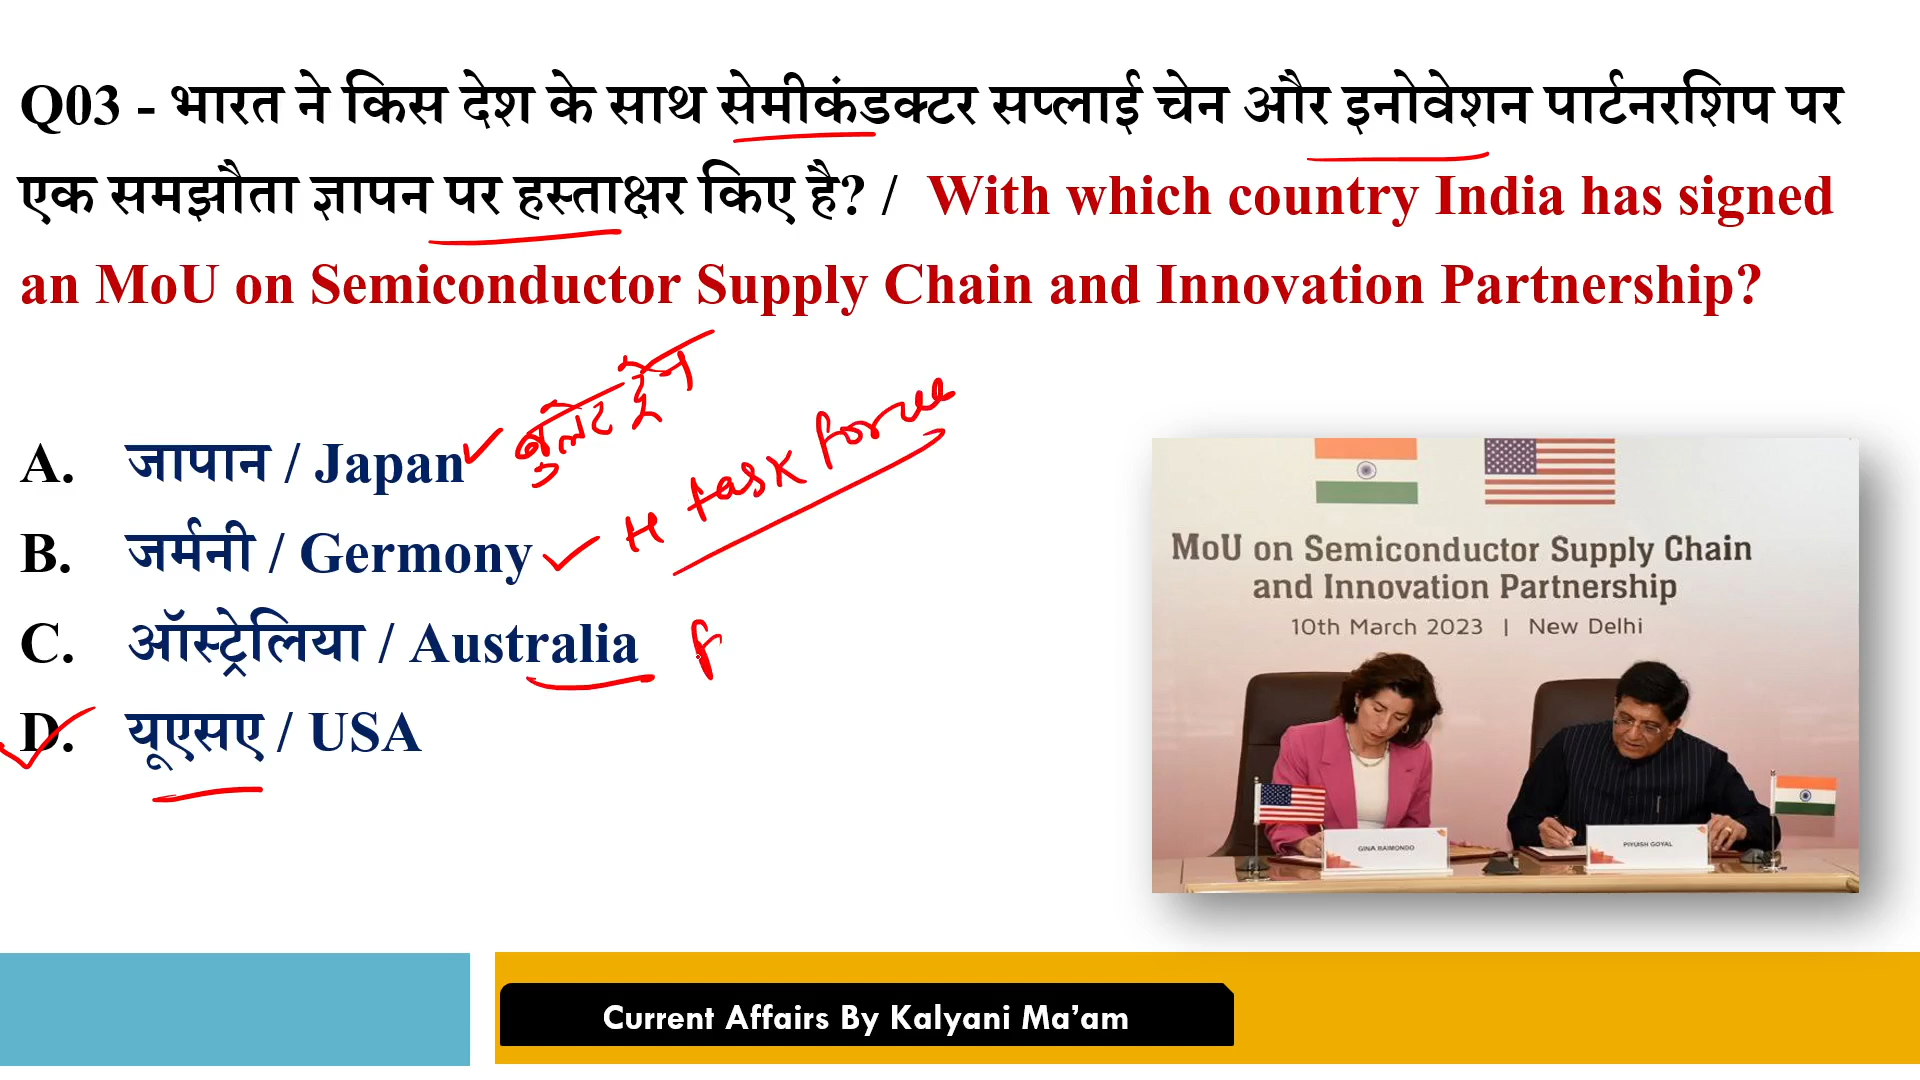 Q03 - भारत ने किस देश के साथ सेमीकंडक्टर सप्लाई चेन और इनोवेशन पार्टनरशिप पर
एक समझौता ज्ञापन पर हस्ताक्षर किए है? / With which country India has signed
an MoU on Semiconductor Supply Chain and Innovation Partnership?
A. जापान / Japan
बुलेट ट्रेन
B. जर्मनी / Germony
task force
C. ऑस्ट्रेलिया / Australia
D. यूएसए / USA
MoU on Semiconductor Supply Chain
and Innovation Partnership
10th March 2023 | New Delhi
GINA RAIMONDO
PIYUSH GOYAL
Current Affairs By Kalyani Ma'am